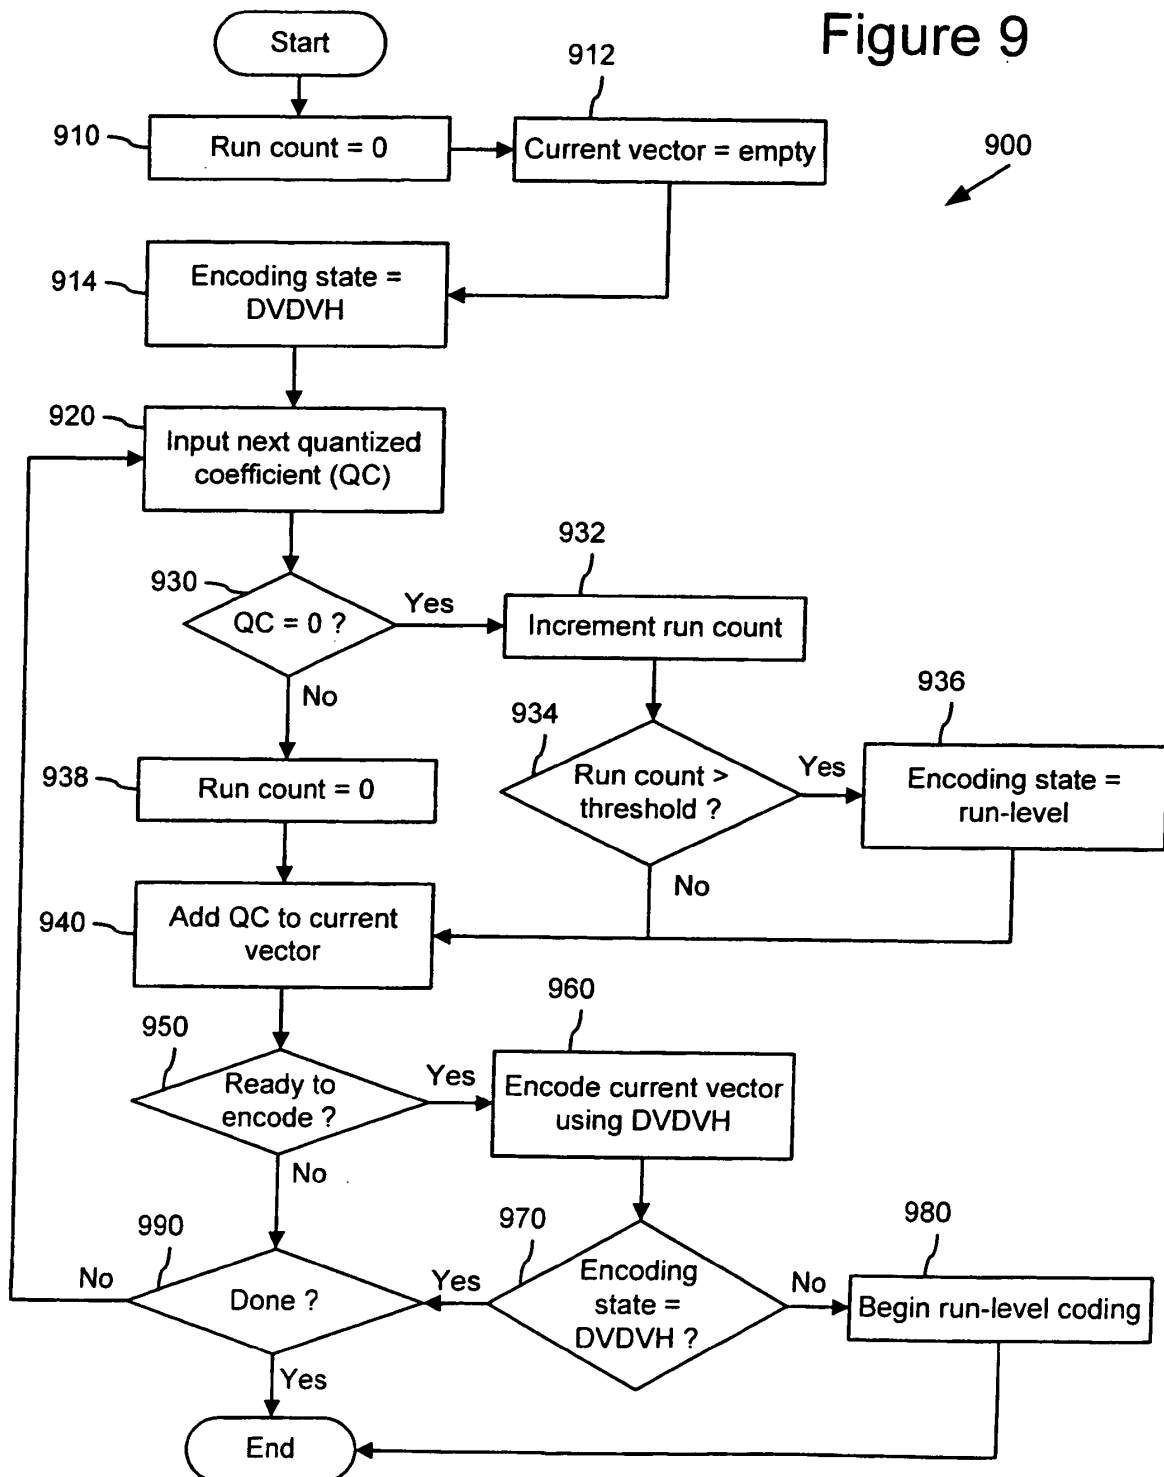 Figure 9
Start
912
910
Run count = 0
Current vector = empty
900
914
Encoding state =
DVDVH
920
Input next quantized
coefficient (QC)
932
930
QC = 0 ?
Yes
Increment run count
No
936
934
938
Run count = 0
Run count >
threshold ?
Yes
Encoding state =
run-level
No
940
Add QC to current
vector
960
950
Ready to
encode ?
Yes
Encode current vector
using DVDVH
No
990
970
980
No
Done ?
Yes
Encoding
state =
DVDVH ?
No
Begin run-level coding
Yes
End